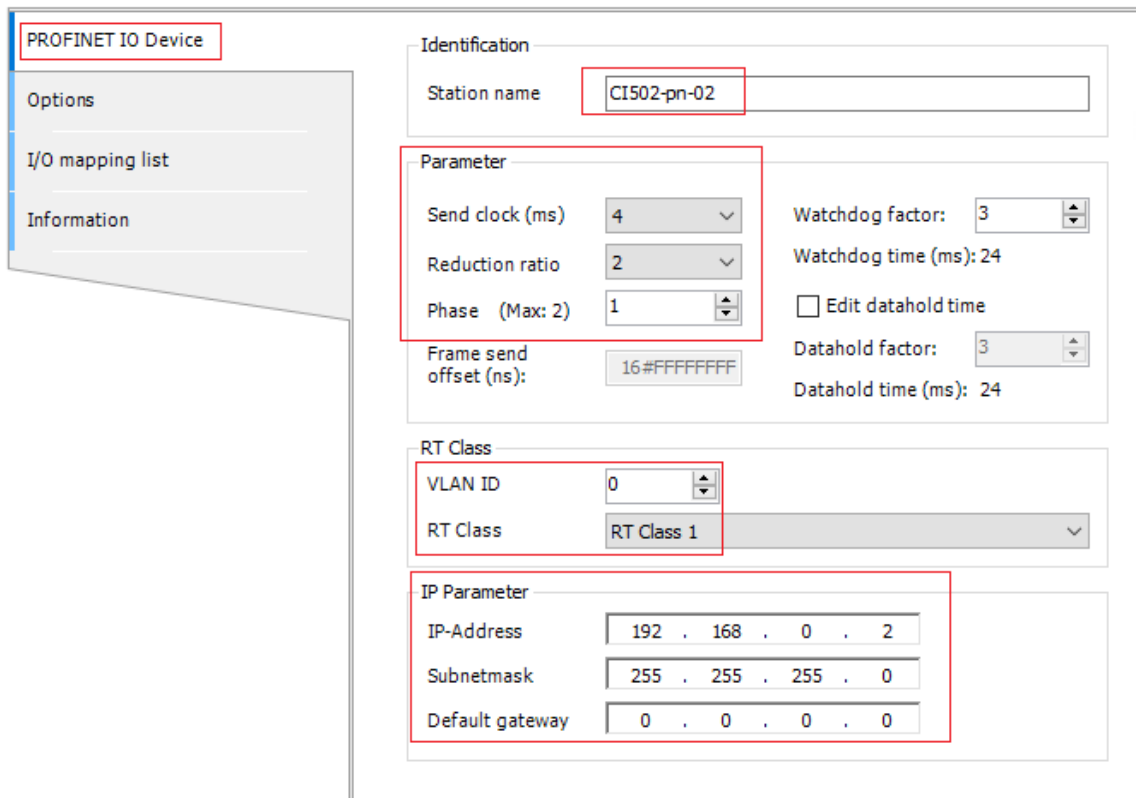 PROFINET IO Device
Options
I/O mapping list
Information
Identification
Station name CI502-pn-02
Parameter
Send clock (ms) 4
Reduction ratio 2
Phase (Max: 2) 1
Frame send
offset (ns): 16#FFFFFFFF
Watchdog factor: 3
Watchdog time (ms): 24
Edit datahold time
Datahold factor: 3
Datahold time (ms): 24
RT Class
VLAN ID 0
RT Class RT Class 1
IP Parameter
IP-Address 192 . 168 . 0 . 2
Subnetmask 255 . 255 . 255 . 0
Default gateway 0 . 0 . 0 . 0